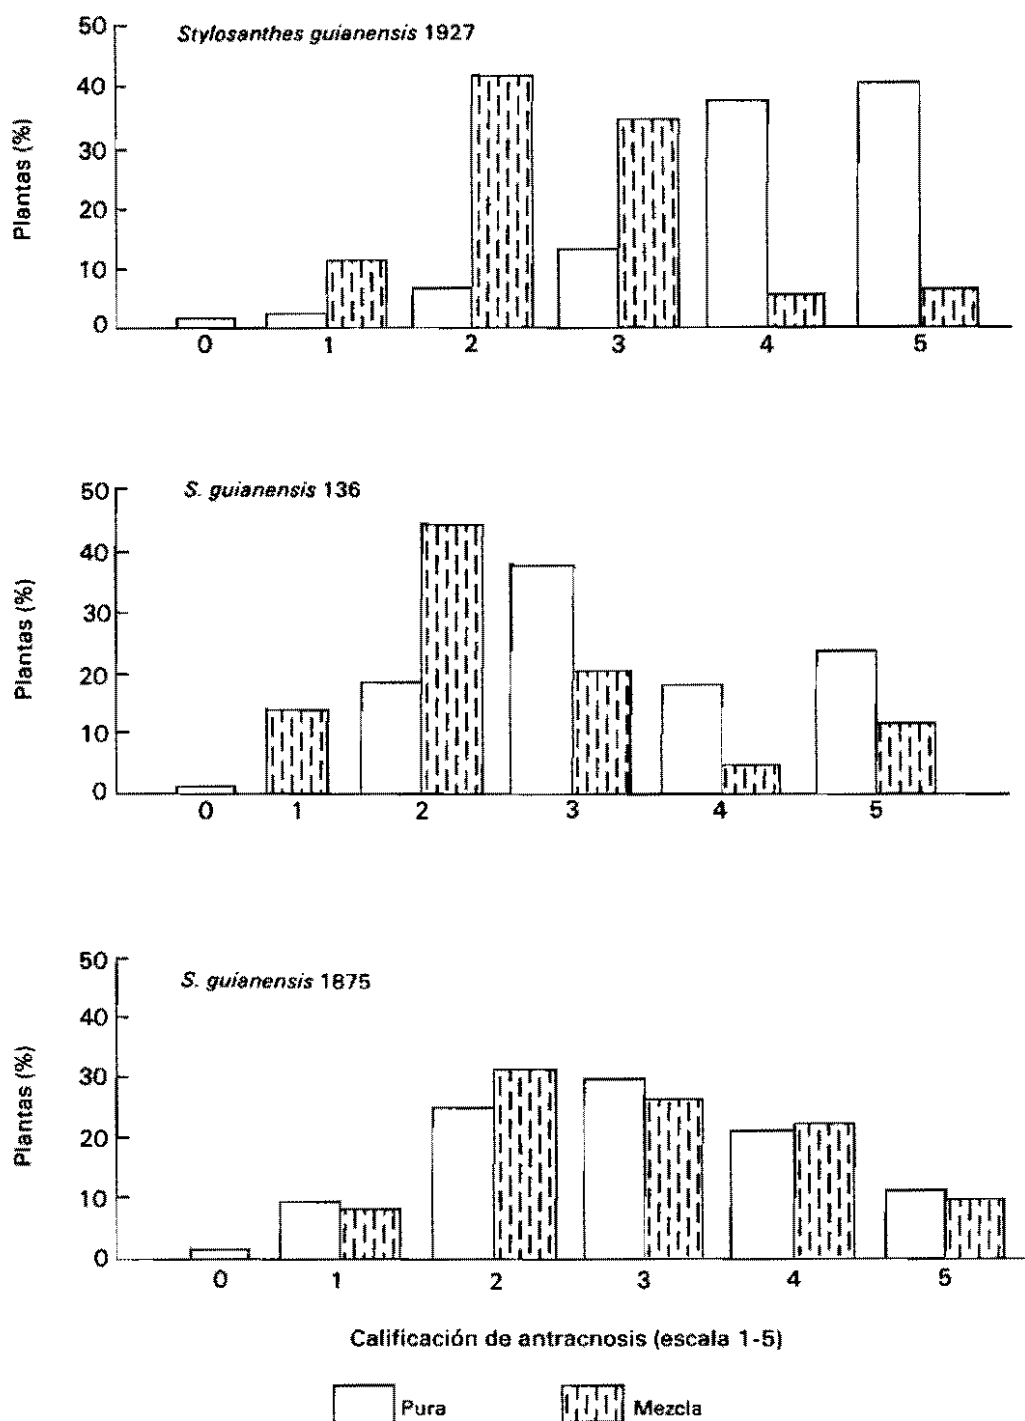 50
Stylosanthes guianensis 1927
40
30
20
10
0
Plantas (%)
0 1 2 3 4 5
50
S. guianensis 136
40
30
20
10
0
Plantas (%)
0 1 2 3 4 5
50
S. guianensis 1875
40
30
20
10
0
Plantas (%)
0 1 2 3 4 5
Calificación de antracnosis (escala 1-5)
Pura Mezcla